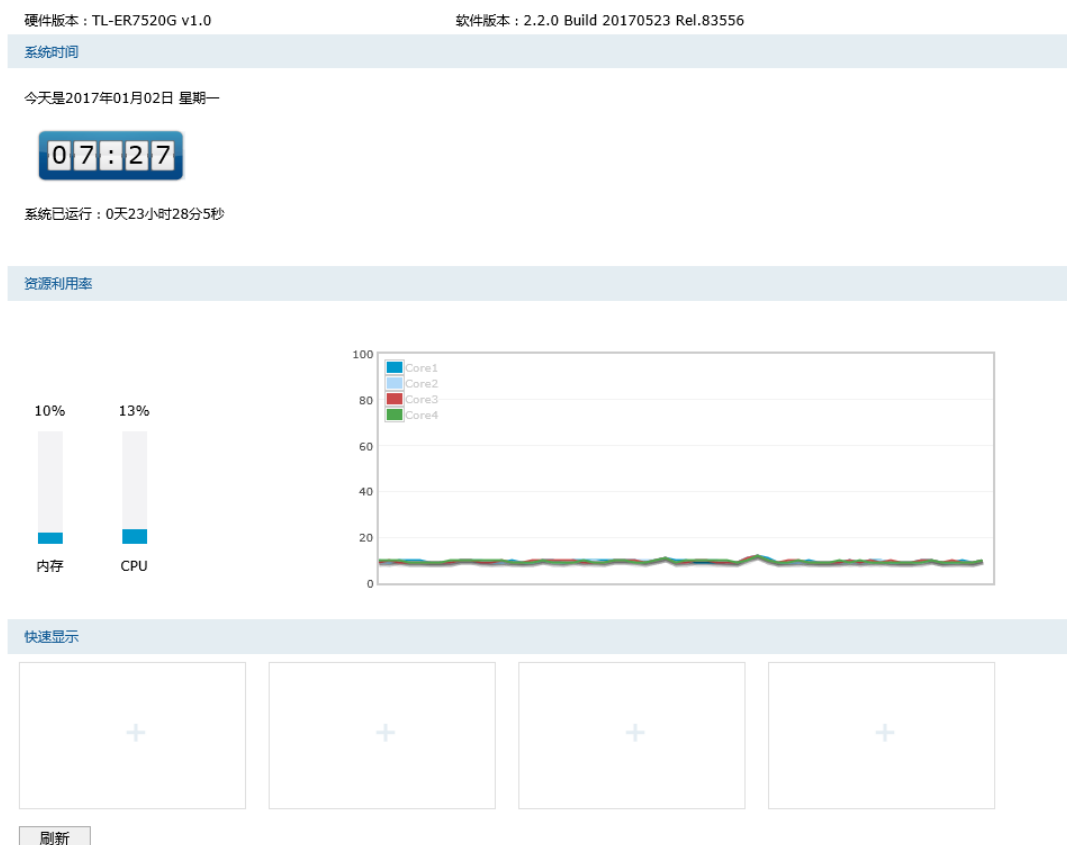 硬件版本：TL-ER7520G v1.0 软件版本：2.2.0 Build 20170523 Rel.83556
系统时间
今天是2017年01月02日 星期一
07:27
系统已运行：0天23小时28分5秒
资源利用率
10% 13%
内存 CPU
100
80
60
40
20
0
Core1
Core2
Core3
Core4
快速显示
+ + + +
刷新